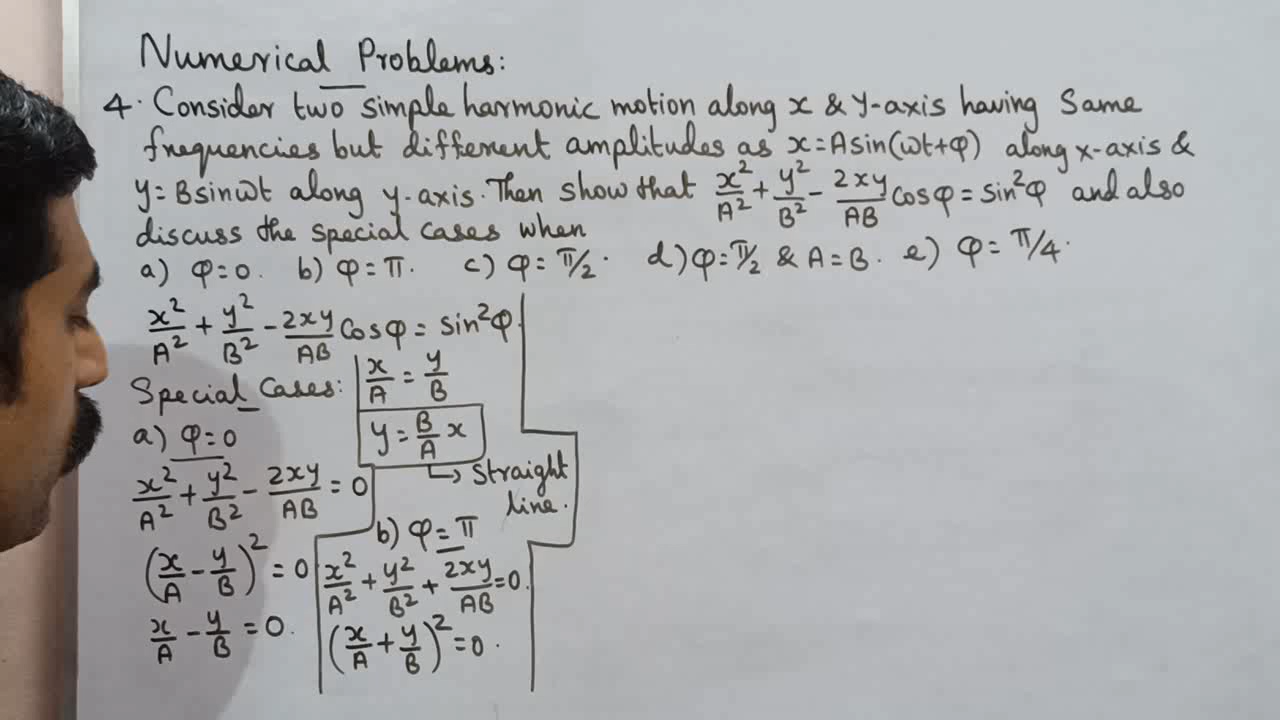 Numerical Problems:
4. Consider two simple harmonic motion along x & y-axis having same
frequencies but different amplitudes as x=Asin(ωt+φ) along x-axis &
y=Bsinωt along y-axis. Then show that x²/A² + y²/B² - 2xy/AB cosφ = sin²φ and also
discuss the special cases when
a) φ=0. b) φ=π. c) φ=π/2. d) φ=π/2 & A=B. e) φ=π/4.
x²/A² + y²/B² - 2xy/AB Cosφ = sin²φ.
Special Cases:
a) φ=0
x²/A² + y²/B² - 2xy/AB = 0
(x/A - y/B)² = 0
x/A - y/B = 0.
x/A = y/B
y = B/A x
→ Straight
line.
b) φ=π
x²/A² + y²/B² + 2xy/AB = 0.
(x/A + y/B)² = 0.